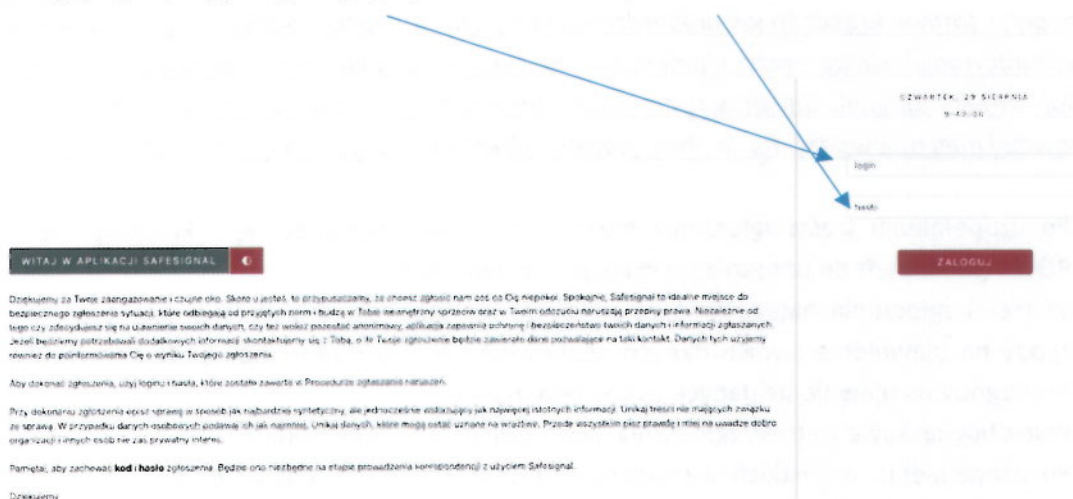 CZWARTEK, 29 SIERPNIA
login
hasło
WITAJ W APLIKACJI SAFESIGNAL
ZALOGUJ
Dziękujemy za Twoje zaangażowanie i czujne oko. Skoro tu jesteś, to przypuszczamy, że chcesz zgłosić nam coś co Cię niepokoi. Spokojnie, Safesignal to idealne miejsce do
bezpiecznego zgłoszenia sytuacji, które odbiegają od przyjętych norm i budzą w Tobie wewnętrzny sprzeciw oraz w Twoim odczuciu naruszają przepisy prawa. Niezależnie od
tego czy zdecydujesz się na ujawnienie swoich danych, czy też wolisz pozostać anonimowy, aplikacja zapewnia ochronę i bezpieczeństwo twoich danych i informacji zgłaszanych.
Jeżeli będziemy potrzebowali dodatkowych informacji skontaktujemy się z Tobą, o ile Twoje zgłoszenie będzie zawierało dane pozwalające na taki kontakt. Danych tych użyjemy
również do poinformowania Cię o wyniku Twojego zgłoszenia.
Aby dokonać zgłoszenia, użyj loginu i hasła, które zostały zawarte w Procedurze zgłaszania naruszeń.
Przy dokonaniu zgłoszenia opisz sprawę w sposób jak najbardziej syntetyczny, ale jednocześnie wskazujący jak najwięcej istotnych informacji. Unikaj treści nie mających związku
ze sprawą. W przypadku danych osobowych podawaj ich jak najmniej. Unikaj danych, które mogą ostać uznane na wrażliwe. Przede wszystkim pisz prawdę i miej na uwadze dobro
organizacji i innych osób nie zaś prywatny interes.
Pamiętaj, aby zachować kod i hasło zgłoszenia. Będzie ono niezbędne na etapie prowadzenia korespondencji z użyciem Safesignal.
Dziękujemy